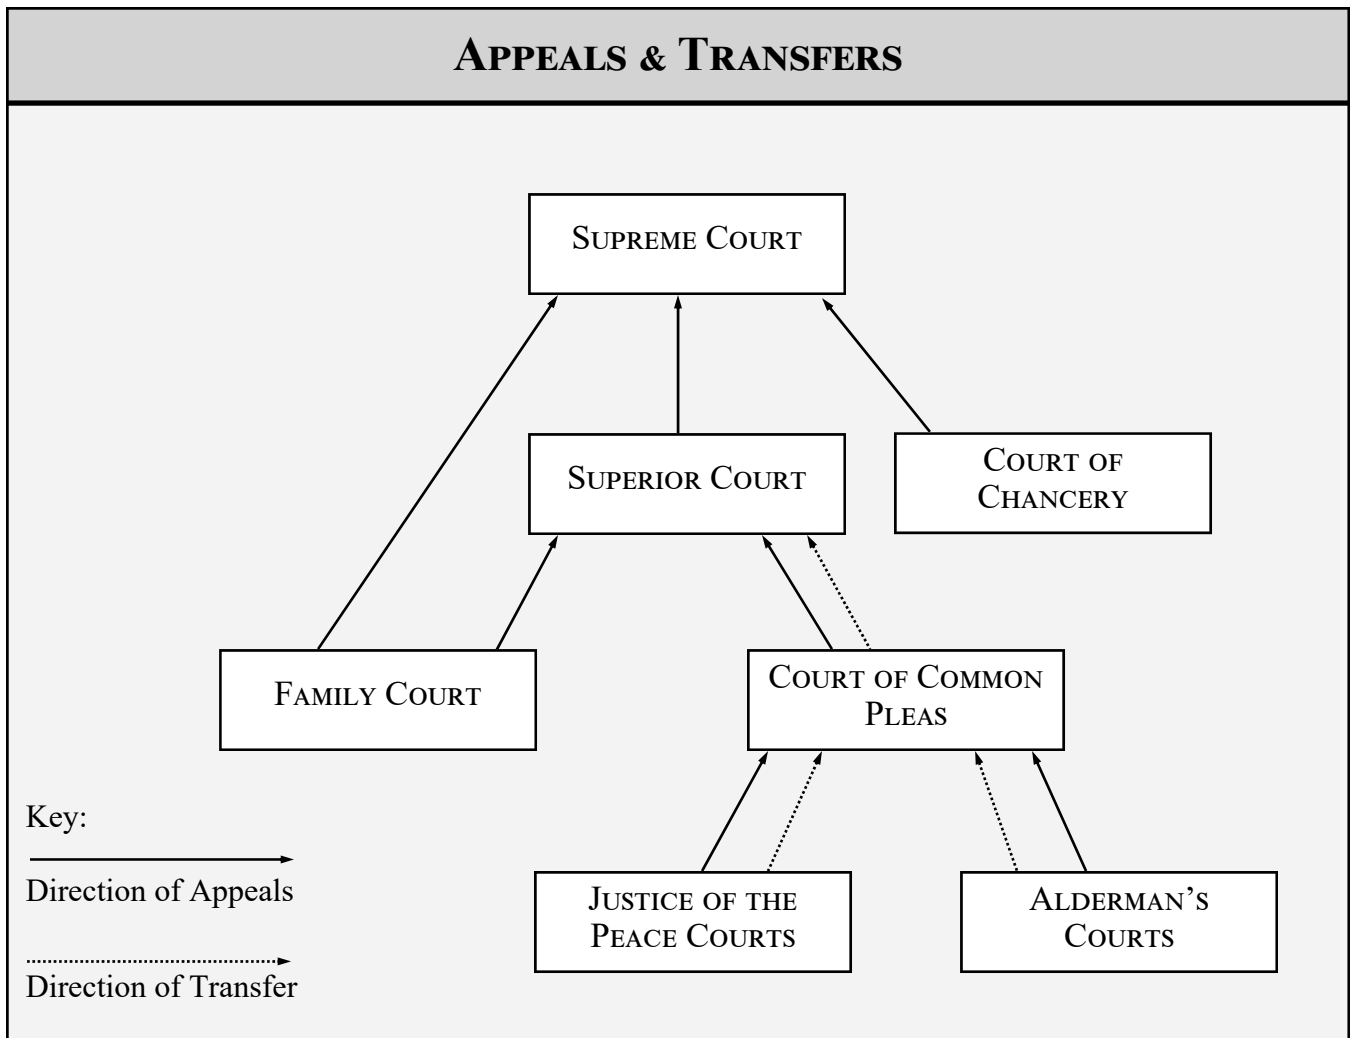 Appeals & Transfers
Supreme Court
Superior Court
Court of
Chancery
Family Court
Court of Common
Pleas
Justice of the
Peace Courts
Alderman's
Courts
Key:
Direction of Appeals
Direction of Transfer